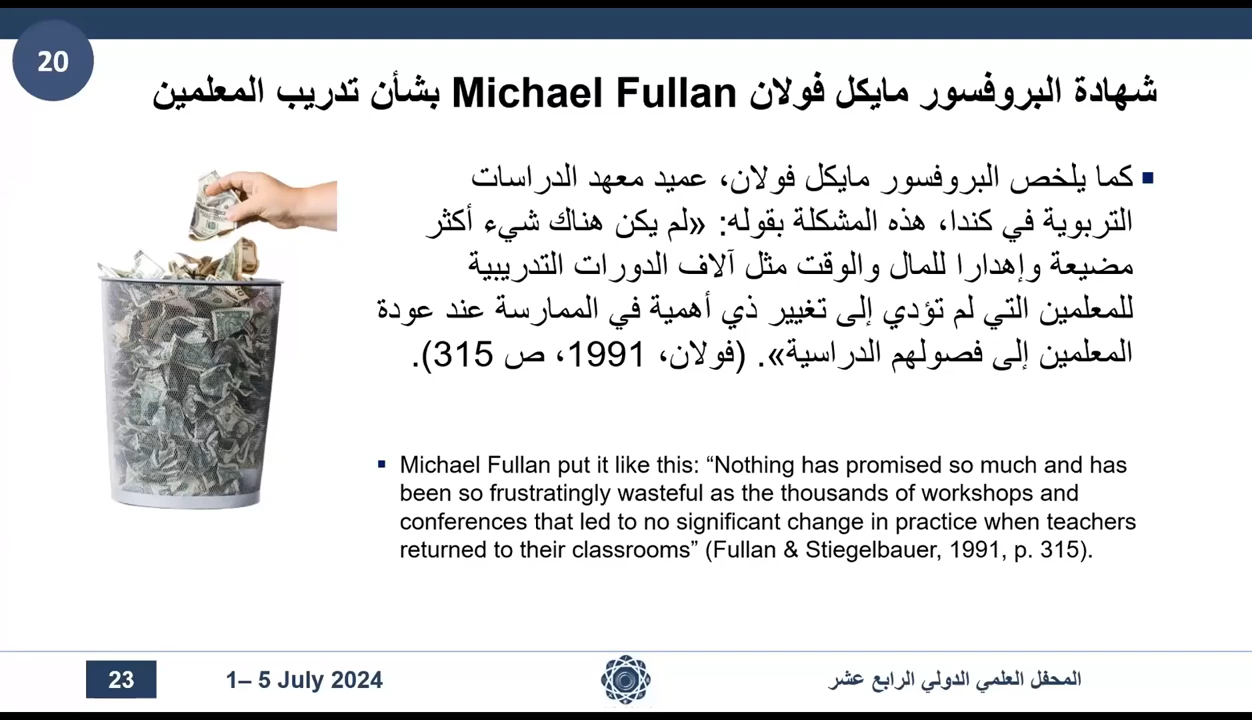 20
شهادة البروفسور مايكل فولان Michael Fullan بشأن تدريب المعلمين
▪ كما يلخص البروفسور مايكل فولان، عميد معهد الدراسات
التربوية في كندا، هذه المشكلة بقوله: «لم يكن هناك شيء أكثر
مضيعة وإهدارا للمال والوقت مثل آلاف الدورات التدريبية
للمعلمين التي لم تؤدي إلى تغيير ذي أهمية في الممارسة عند عودة
المعلمين إلى فصولهم الدراسية». (فولان، 1991، ص 315).
▪ Michael Fullan put it like this: “Nothing has promised so much and has
been so frustratingly wasteful as the thousands of workshops and
conferences that led to no significant change in practice when teachers
returned to their classrooms” (Fullan & Stiegelbauer, 1991, p. 315).
23
1– 5 July 2024
المحفل العلمي الدولي الرابع عشر